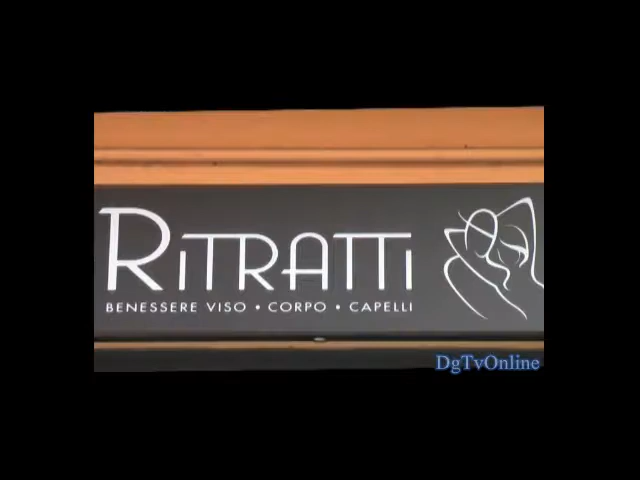 RITRATTI
BENESSERE VISO • CORPO • CAPELLI
DgTvOnline